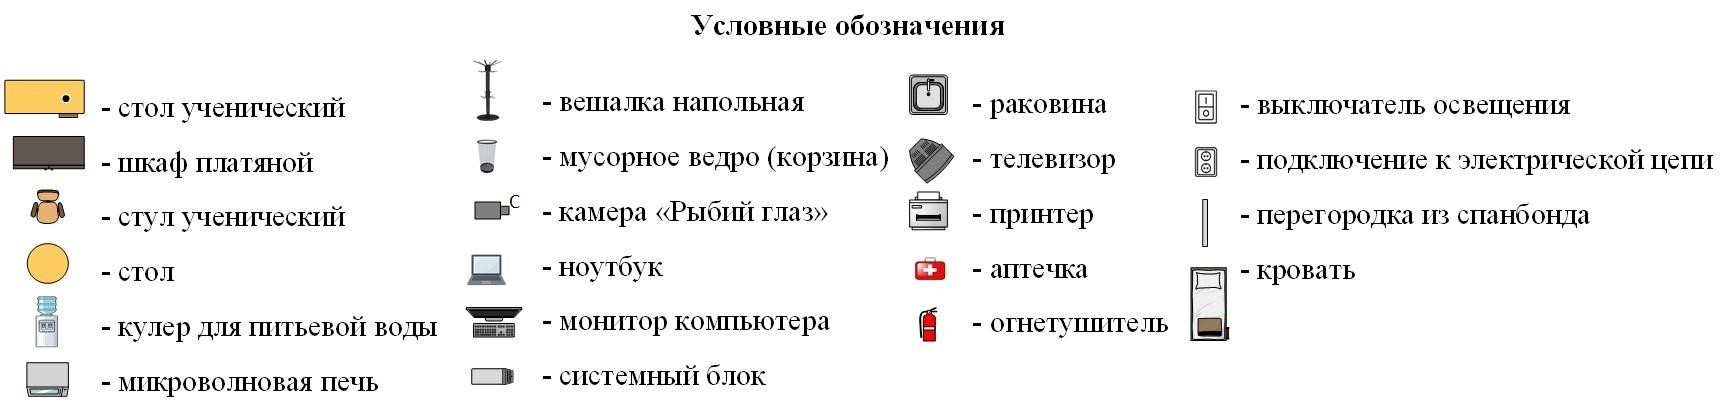 Условные обозначения
- стол ученический
- шкаф платяной
- стул ученический
- стол
- кулер для питьевой воды
- микроволновая печь
- вешалка напольная
- мусорное ведро (корзина)
C
- камера «Рыбий глаз»
- ноутбук
- монитор компьютера
- системный блок
- раковина
- телевизор
- принтер
- аптечка
- огнетушитель
- выключатель освещения
- подключение к электрической цепи
- перегородка из спанбонда
- кровать